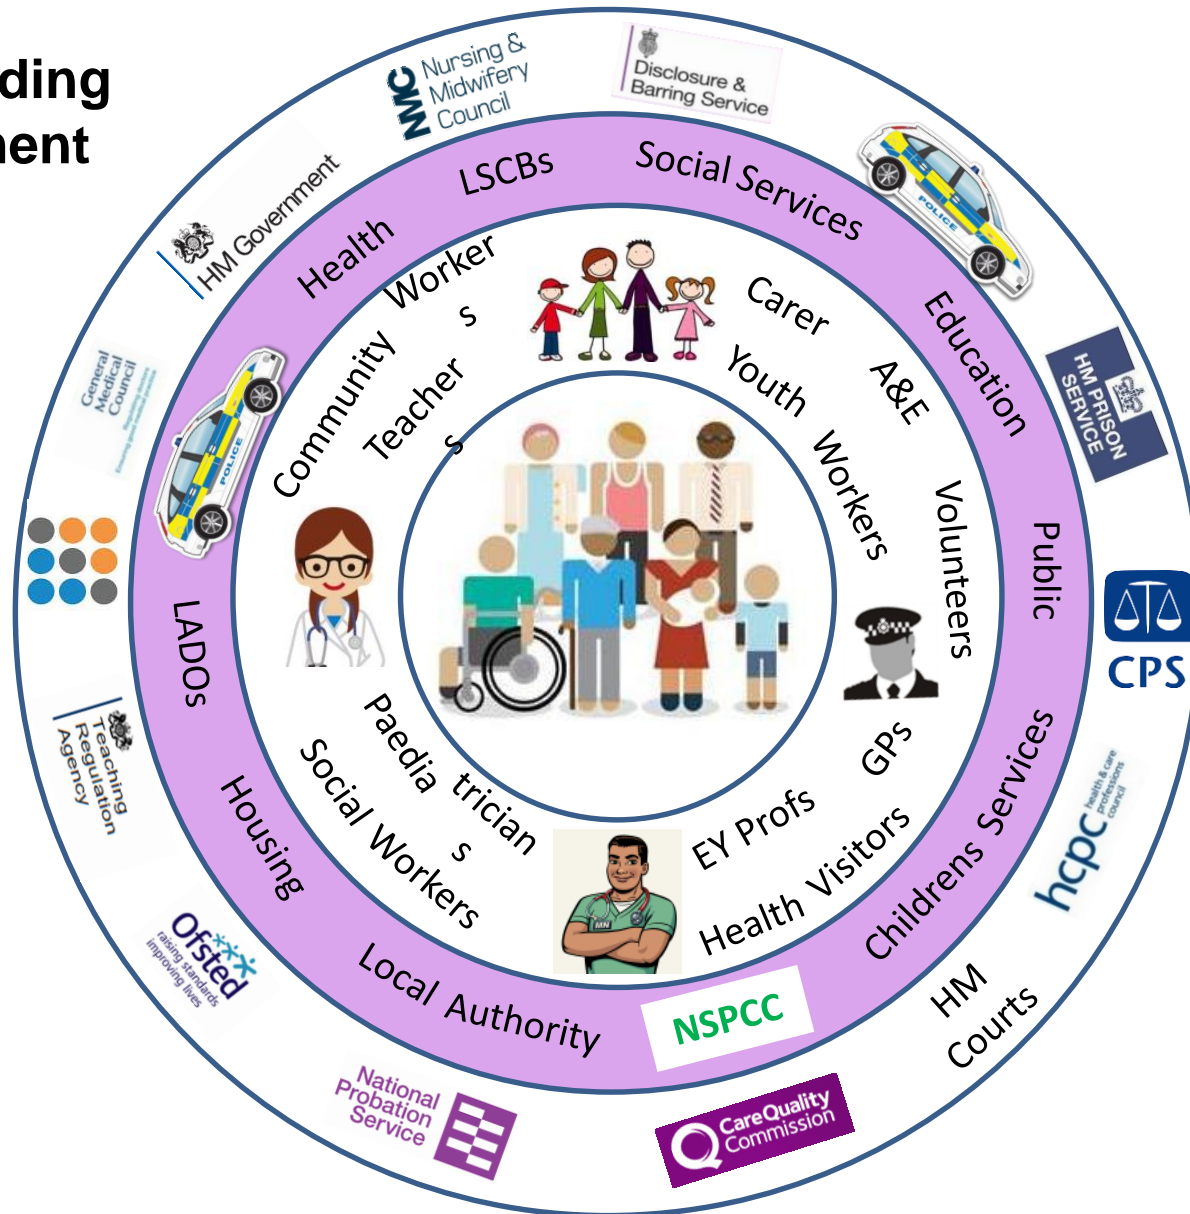 ding
ment
NMC
Nursing &
Midwifery
Council
Disclosure &
Barring Service
HM Government
General
Medical
Council
Teaching
Regulation
Agency
Ofsted
raising standards
improving lives
National
Probation
Service
CareQuality
Commission
HM
Courts
hcpc
health & care
professions
council
CPS
HM PRISON
SERVICE
LSCBs
Social Services
POLICE
Education
Public
Childrens Services
NSPCC
Local Authority
Housing
LADOs
POLICE
Health
Community Worker
s
Teacher
s
Carer
Youth Workers
A&E
Volunteers
GPs
EY Profs
Health Visitors
MN
Paedia trician
s
Social Workers